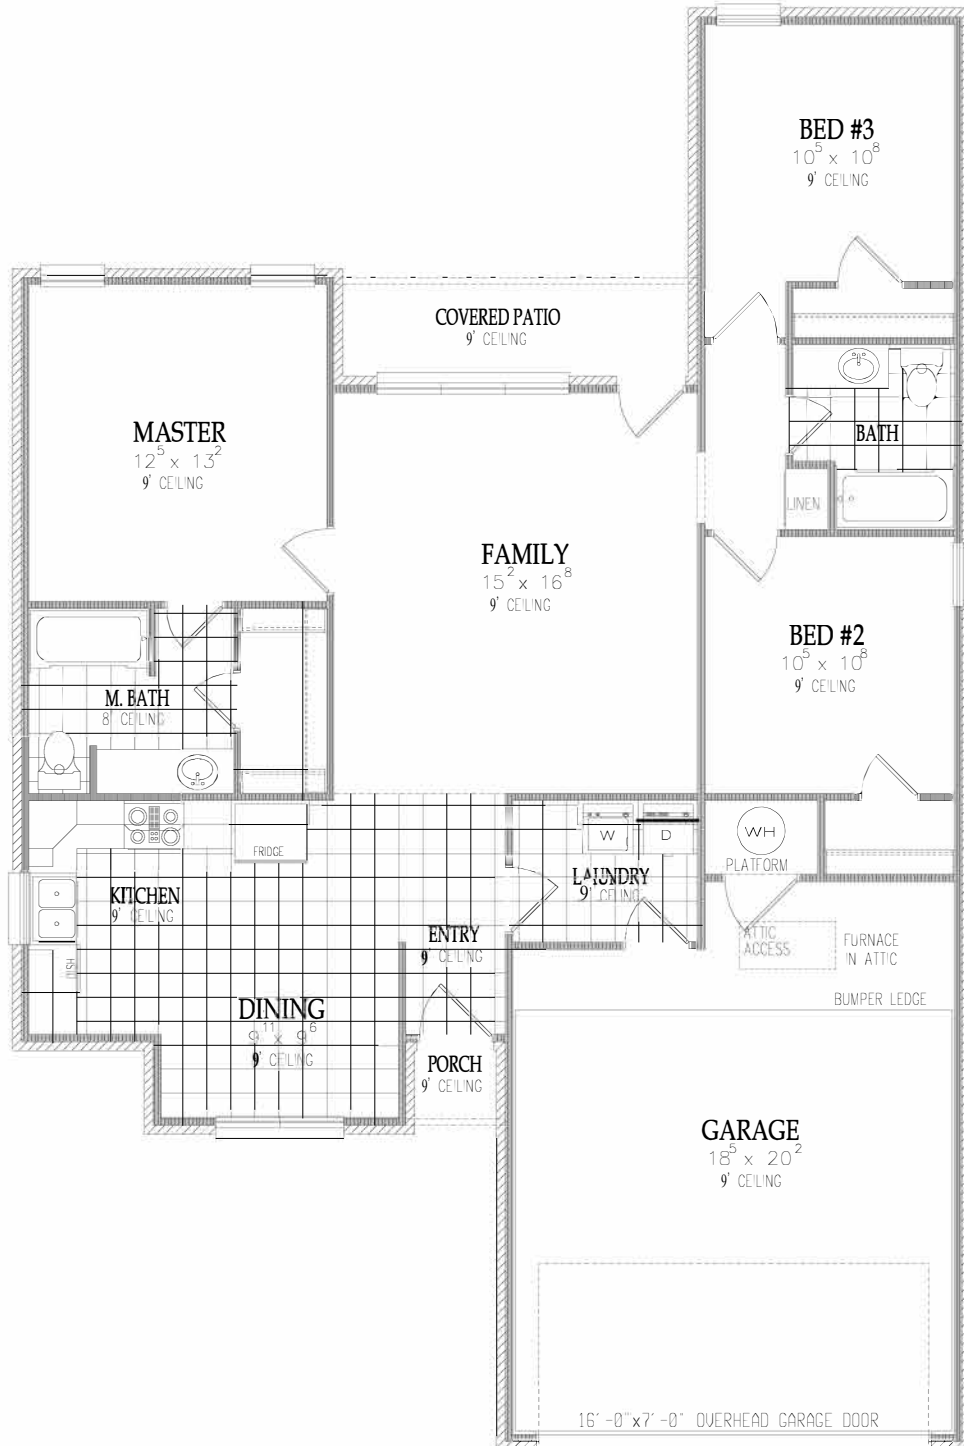 BED #3
10⁵ x 10⁸
9' CEILING
COVERED PATIO
9' CEILING
MASTER
12⁵ x 13²
9' CEILING
BATH
LINEN
FAMILY
15² x 16⁸
9' CEILING
BED #2
10⁵ x 10⁸
9' CEILING
M. BATH
8' CEILING
W
D
WH
PLATFORM
FRIDGE
LAUNDRY
9' CEILING
KITCHEN
9' CEILING
ENTRY
9' CEILING
ATTIC
ACCESS
FURNACE
IN ATTIC
DISH
BUMPER LEDGE
DINING
9¹¹ x 9⁶
9' CEILING
PORCH
9' CEILING
GARAGE
18⁵ x 20²
9' CEILING
16'-0"x7'-0" OVERHEAD GARAGE DOOR